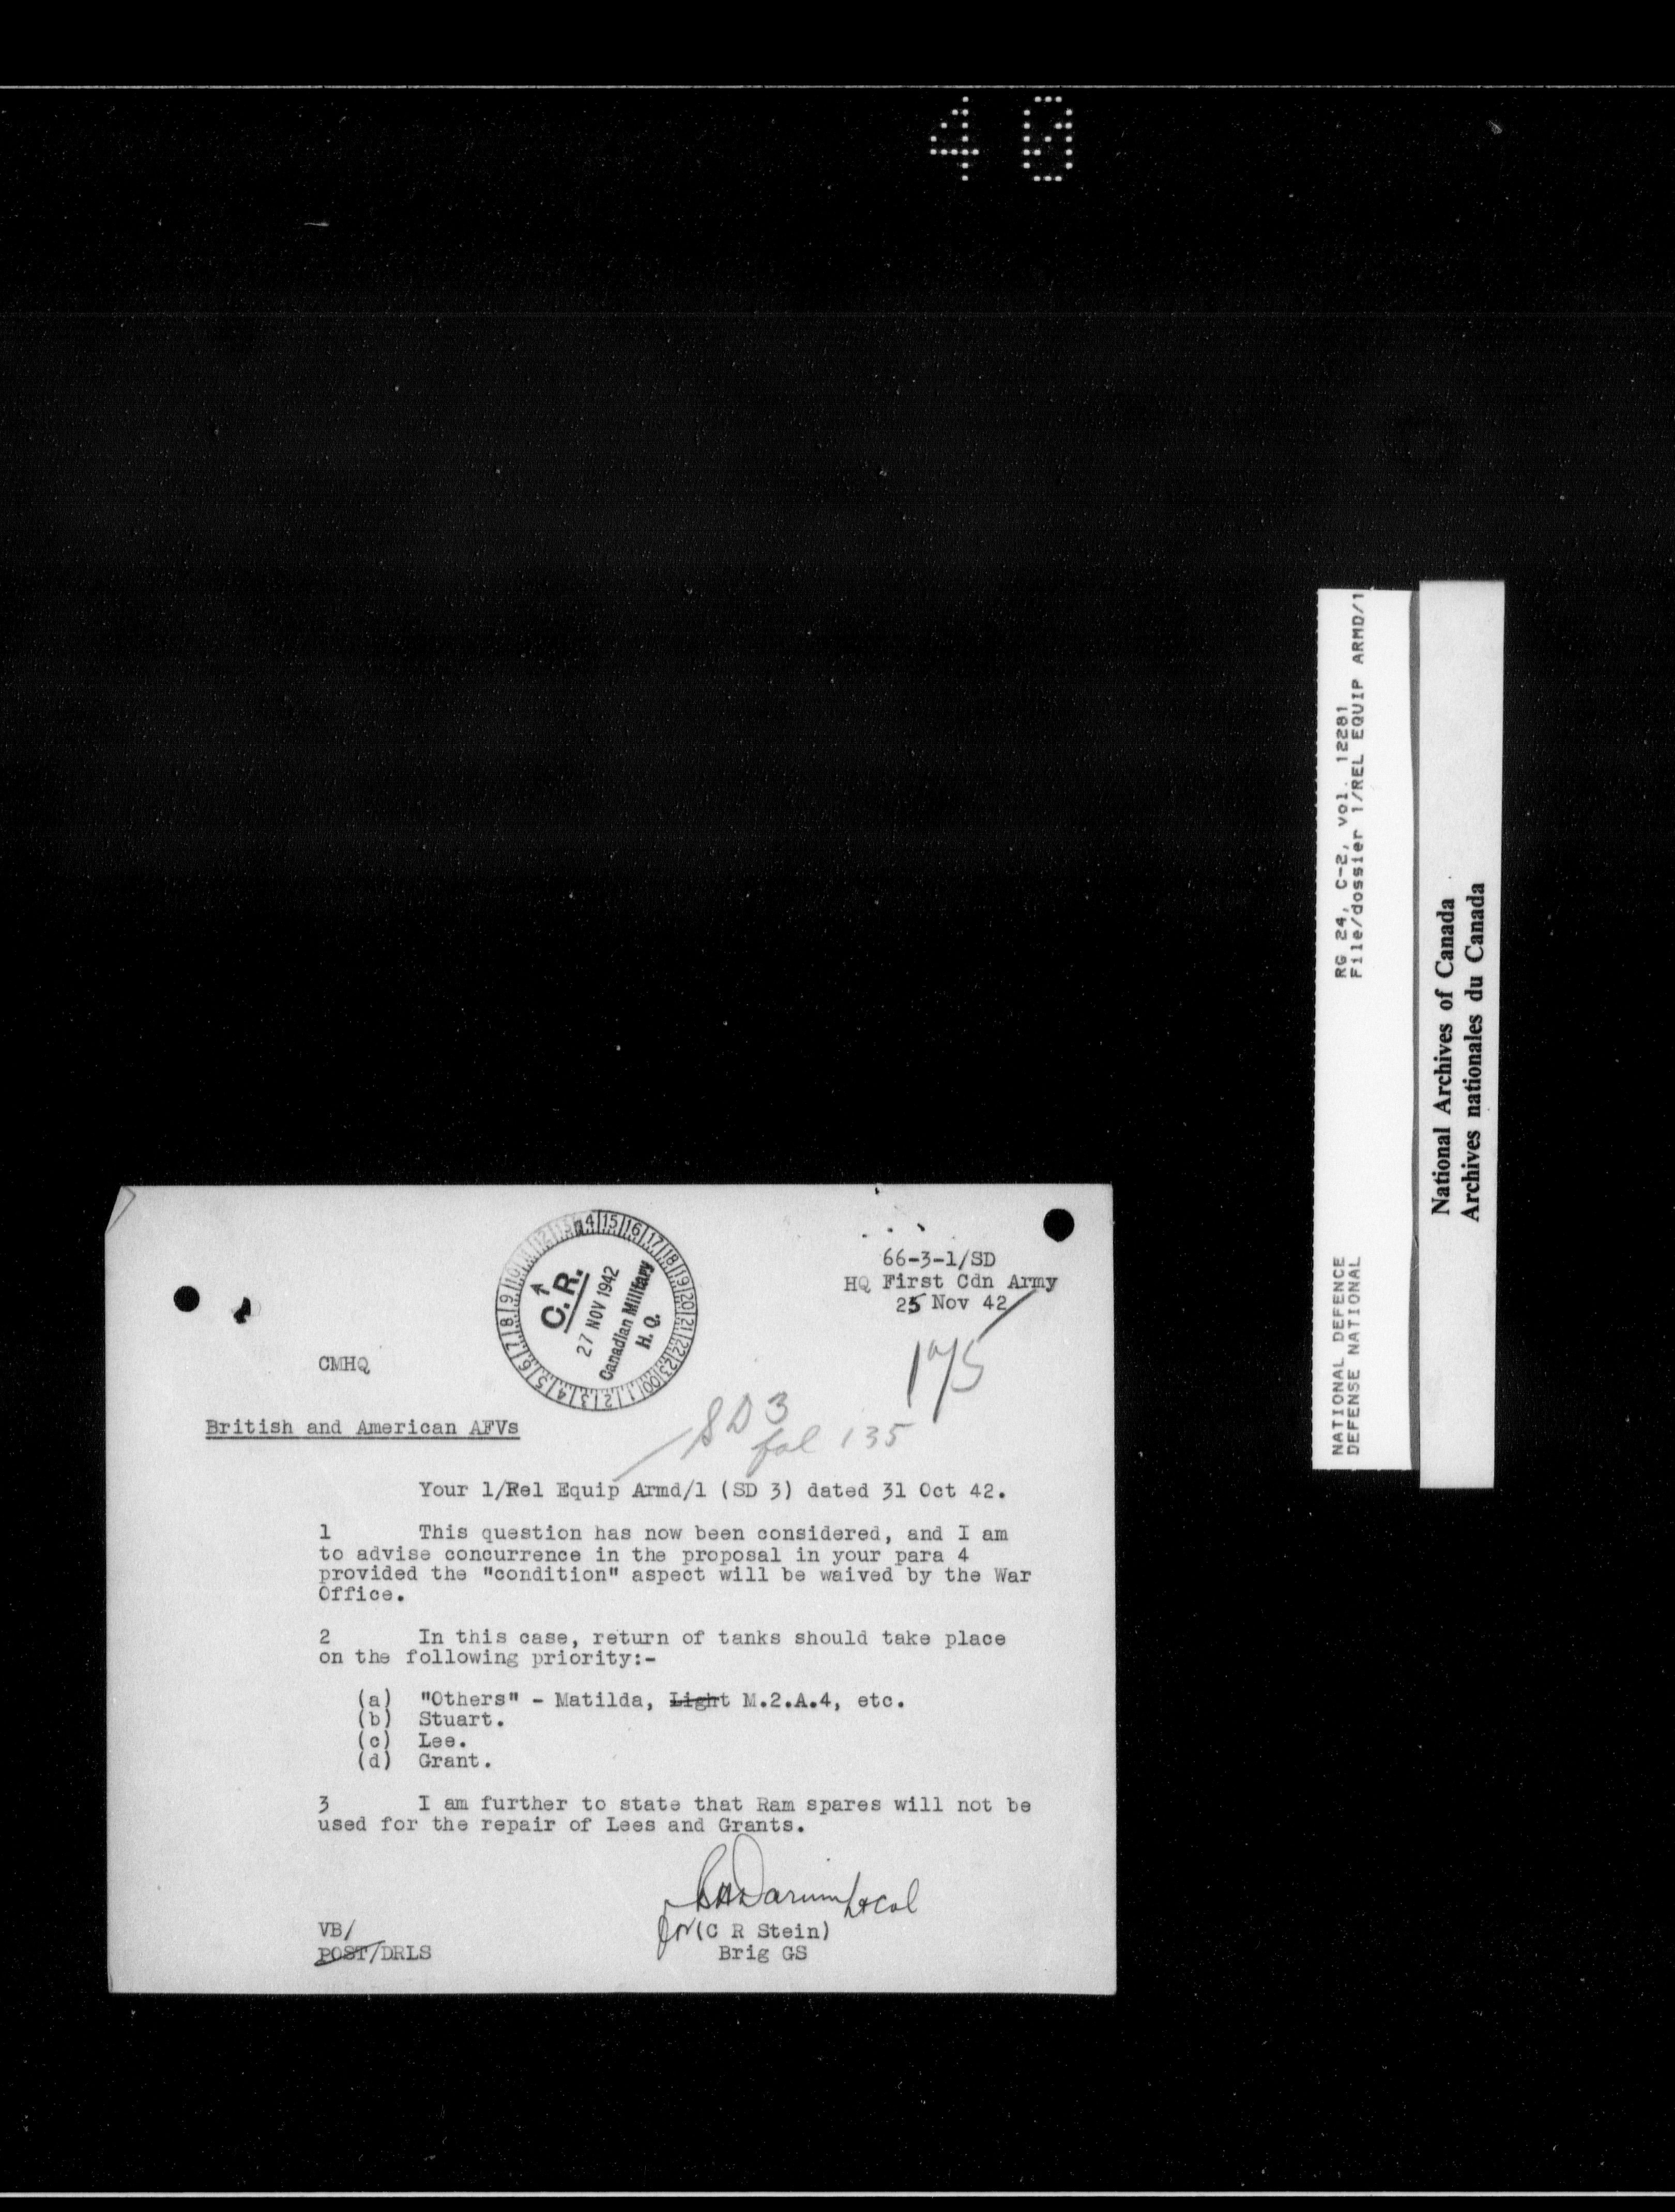 40
66-3-1/SD
HQ First Cdn Army
25 Nov 42
C. R.
27 NOV 1942
Canadian Military
H. Q.
175
CMHQ
SD 3
fol 135
British and American AFVs
Your 1/Rel Equip Armd/1 (SD 3) dated 31 Oct 42.
1 This question has now been considered, and I am
to advise concurrence in the proposal in your para 4
provided the "condition" aspect will be waived by the War
Office.
2 In this case, return of tanks should take place
on the following priority:-
(a) "Others" - Matilda, Light M.2.A.4, etc.
(b) Stuart.
(c) Lee.
(d) Grant.
3 I am further to state that Ram spares will not be
used for the repair of Lees and Grants.
Lt Col
for (C R Stein)
Brig GS
VB/
POST/DRLS
RG 24, C-2, vol. 12281
File/dossier 1/REL EQUIP ARMD/1
NATIONAL DEFENCE
DEFENSE NATIONAL
National Archives of Canada
Archives nationales du Canada